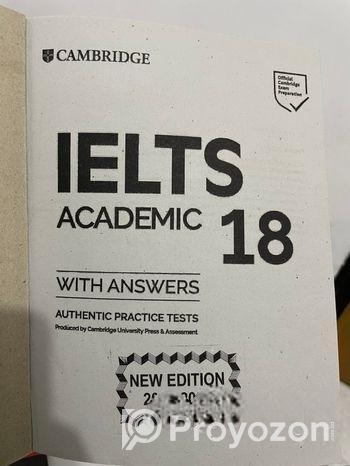 CAMBRIDGE
Official
Cambridge
Exam
Preparation
IELTS
ACADEMIC 18
WITH ANSWERS
AUTHENTIC PRACTICE TESTS
Produced by Cambridge University Press & Assessment
NEW EDITION
Proyozon